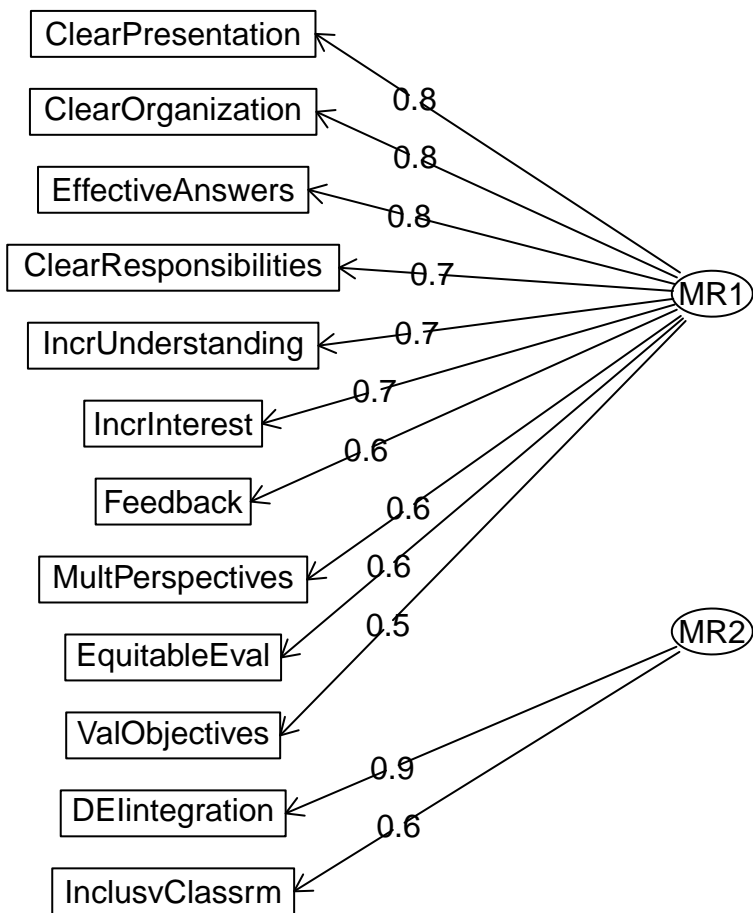 ClearPresentation
0.8
ClearOrganization
0.8
EffectiveAnswers
0.8
ClearResponsibilities
0.7
MR1
IncrUnderstanding
0.7
IncrInterest
0.7
Feedback
0.6
MultPerspectives
0.6
EquitableEval
0.6
ValObjectives
0.5
MR2
DEIintegration
0.9
InclusvClassrm
0.6